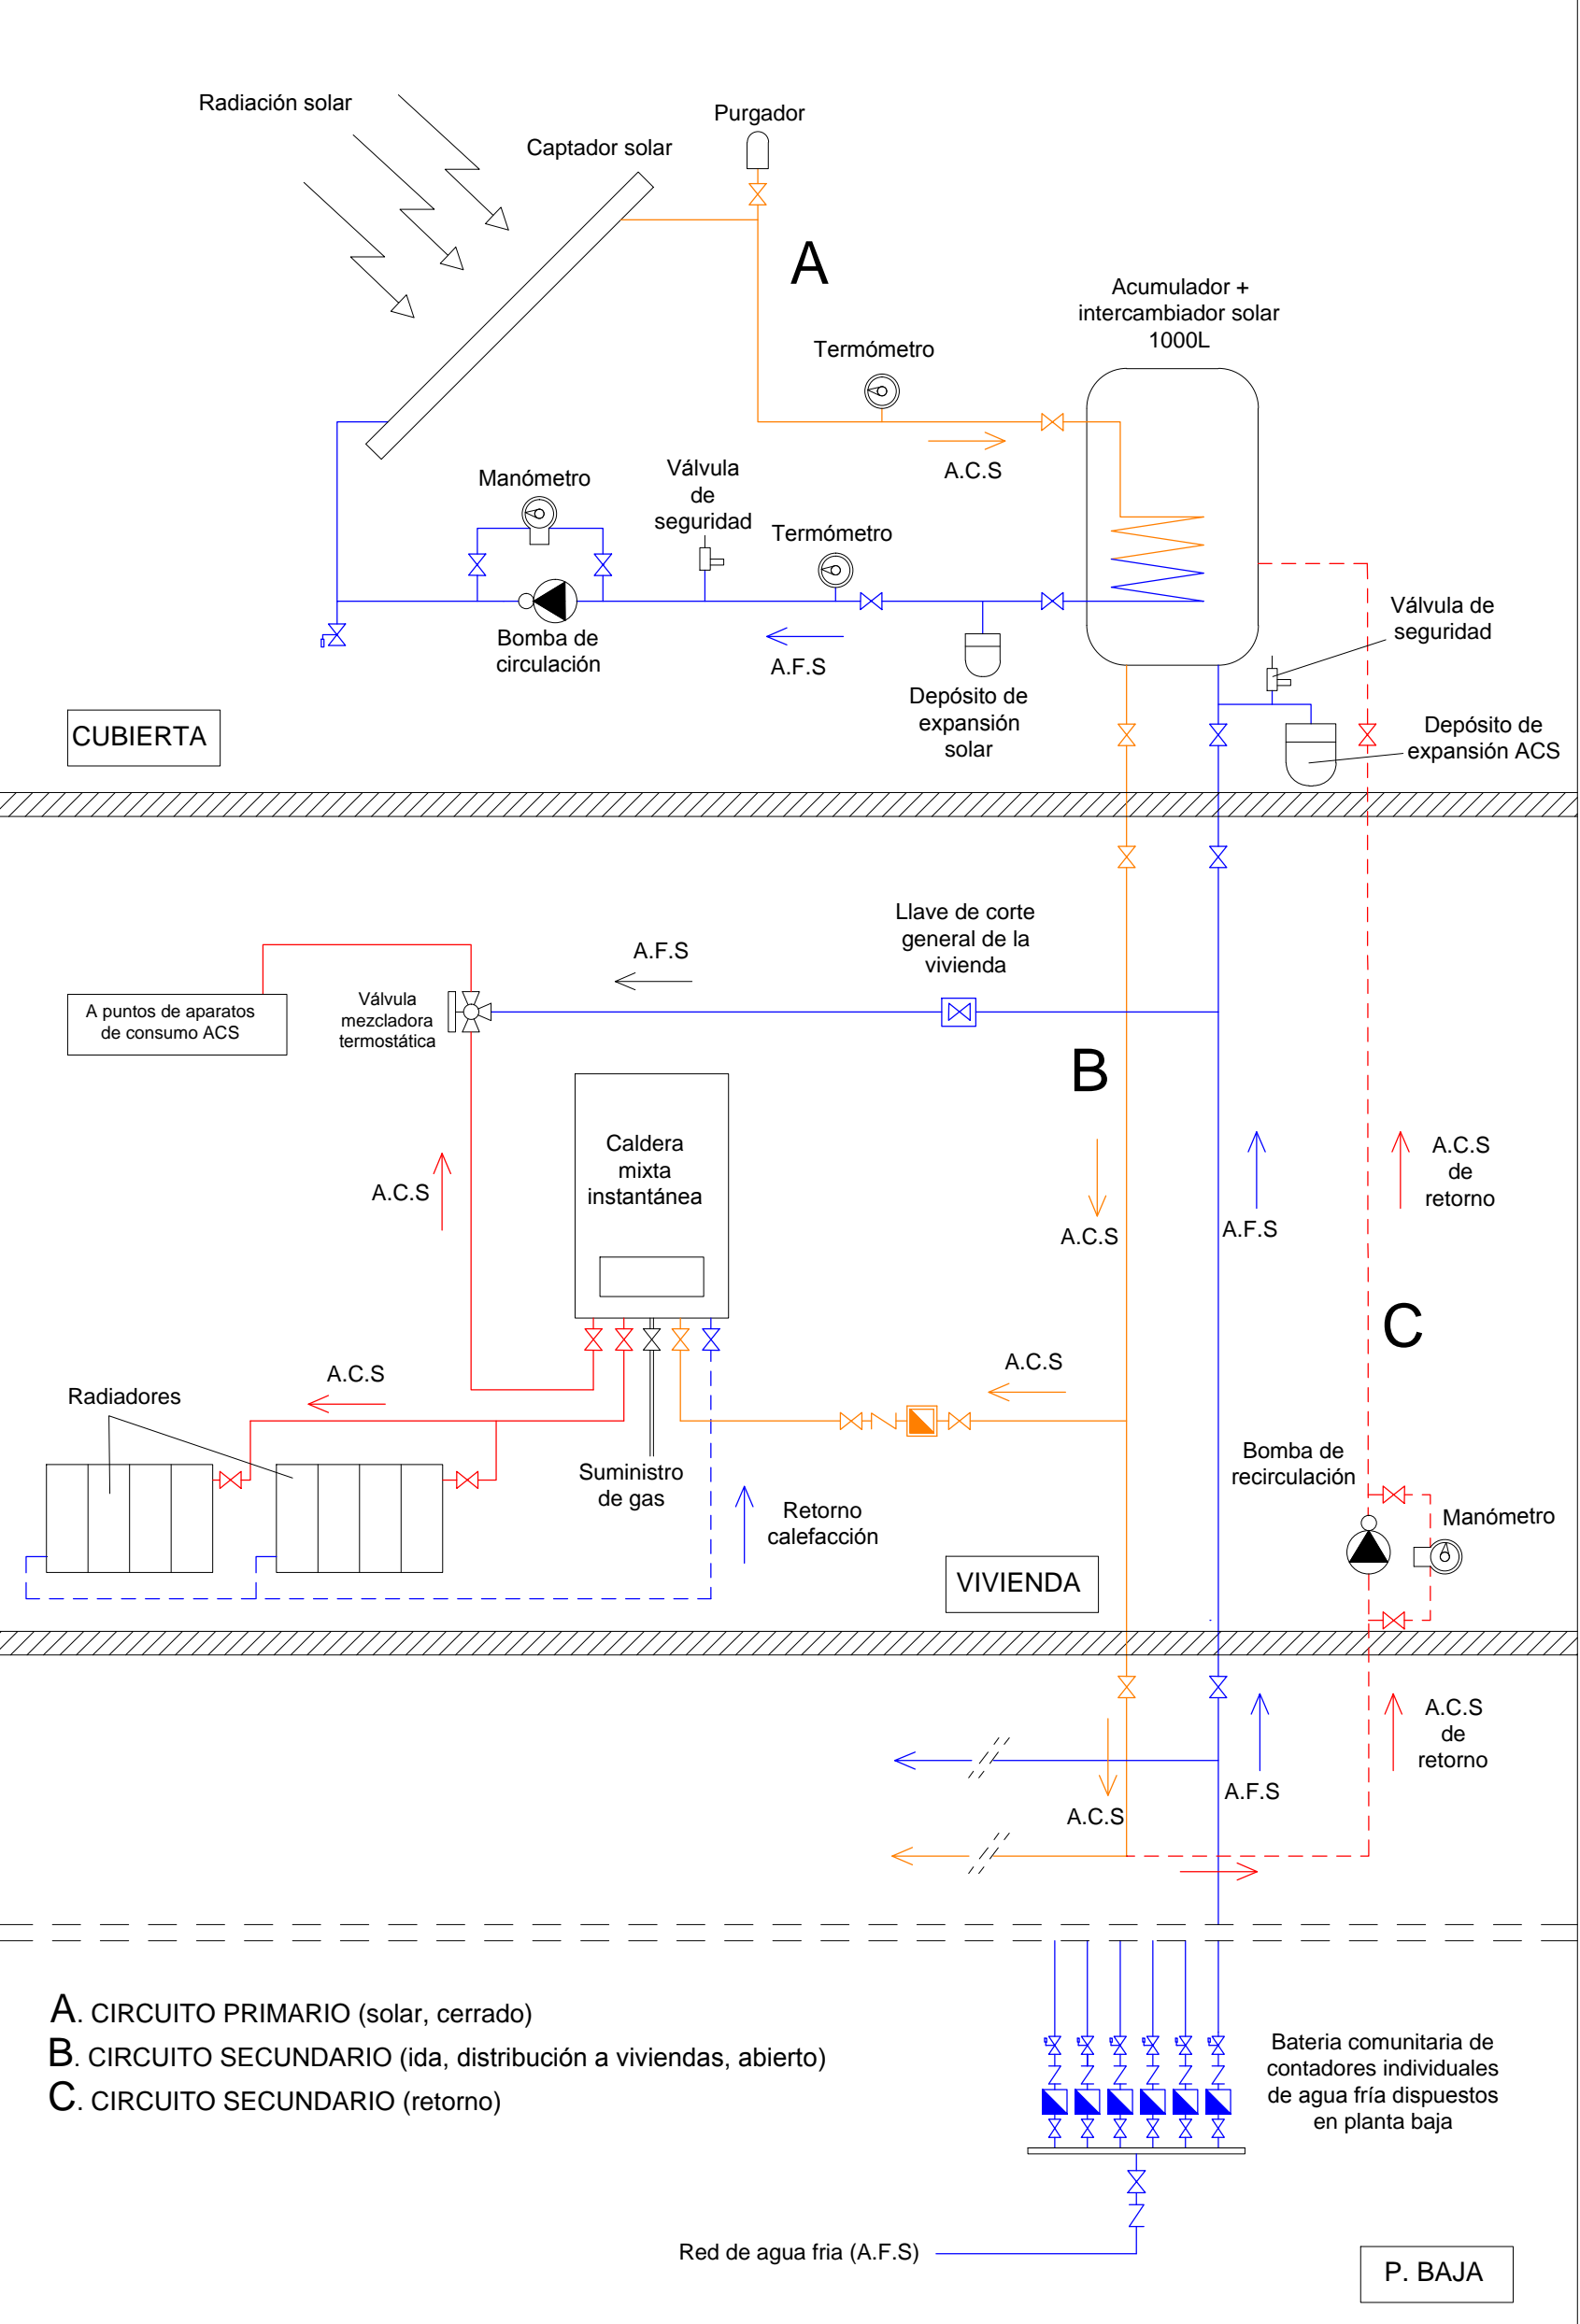 Radiación solar
Purgador
Captador solar
A
Acumulador +
intercambiador solar
1000L
Termómetro
A.C.S
Manómetro
Válvula
de
seguridad
Termómetro
Bomba de
circulación
A.F.S
Válvula de
seguridad
Depósito de
expansión
solar
Depósito de
expansión ACS
CUBIERTA
Llave de corte
general de la
vivienda
A.F.S
A puntos de aparatos
de consumo ACS
Válvula
mezcladora
termostática
B
Caldera
mixta
instantánea
A.C.S
A.C.S
A.F.S
A.C.S
de
retorno
C
A.C.S
A.C.S
Radiadores
Suministro
de gas
Retorno
calefacción
Bomba de
recirculación
Manómetro
VIVIENDA
A.C.S
de
retorno
A.F.S
A.C.S
A. CIRCUITO PRIMARIO (solar, cerrado)
B. CIRCUITO SECUNDARIO (ida, distribución a viviendas, abierto)
C. CIRCUITO SECUNDARIO (retorno)
Bateria comunitaria de
contadores individuales
de agua fría dispuestos
en planta baja
Red de agua fria (A.F.S)
P. BAJA